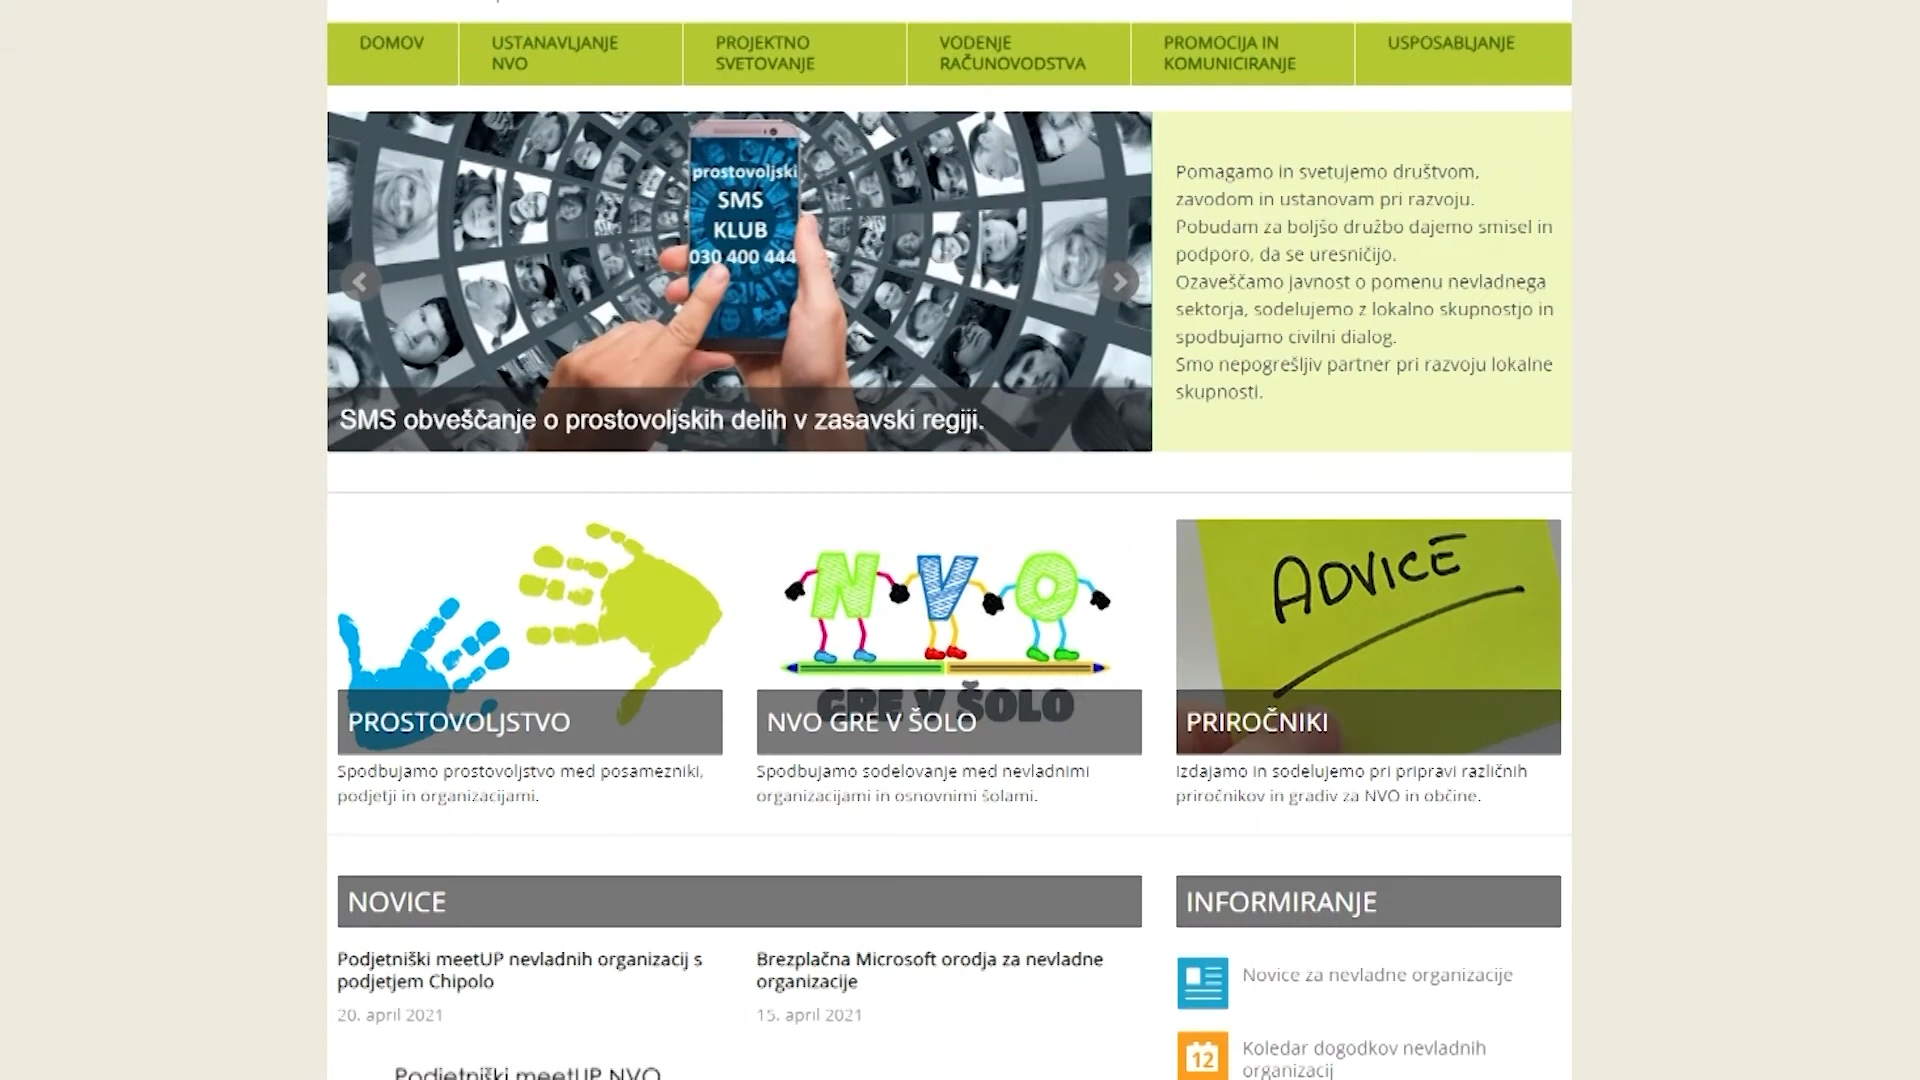 DOMOV
USTANAVLJANJE
NVO
PROJEKTNO
SVETOVANJE
VODENJE
RAČUNOVODSTVA
PROMOCIJA IN
KOMUNICIRANJE
USPOSABLJANJE
prostovoljski
SMS
KLUB
030 400 444
SMS obveščanje o prostovoljskih delih v zasavski regiji.
Pomagamo in svetujemo društvom,
zavodom in ustanovam pri razvoju.
Pobudam za boljšo družbo dajemo smisel in
podporo, da se uresničijo.
Ozaveščamo javnost o pomenu nevladnega
sektorja, sodelujemo z lokalno skupnostjo in
spodbujamo civilni dialog.
Smo nepogrešljiv partner pri razvoju lokalne
skupnosti.
PROSTOVOLJSTVO
Spodbujamo prostovoljstvo med posamezniki,
podjetji in organizacijami.
NVO
GRE V ŠOLO
NVO GRE V ŠOLO
Spodbujamo sodelovanje med nevladnimi
organizacijami in osnovnimi šolami.
ADVICE
PRIROČNIKI
Izdajamo in sodelujemo pri pripravi različnih
priročnikov in gradiv za NVO in občine.
NOVICE
Podjetniški meetUP nevladnih organizacij s
podjetjem Chipolo
20. april 2021
Podjetniški meetUP NVO
Brezplačna Microsoft orodja za nevladne
organizacije
15. april 2021
INFORMIRANJE
Novice za nevladne organizacije
12
Koledar dogodkov nevladnih
organizacij